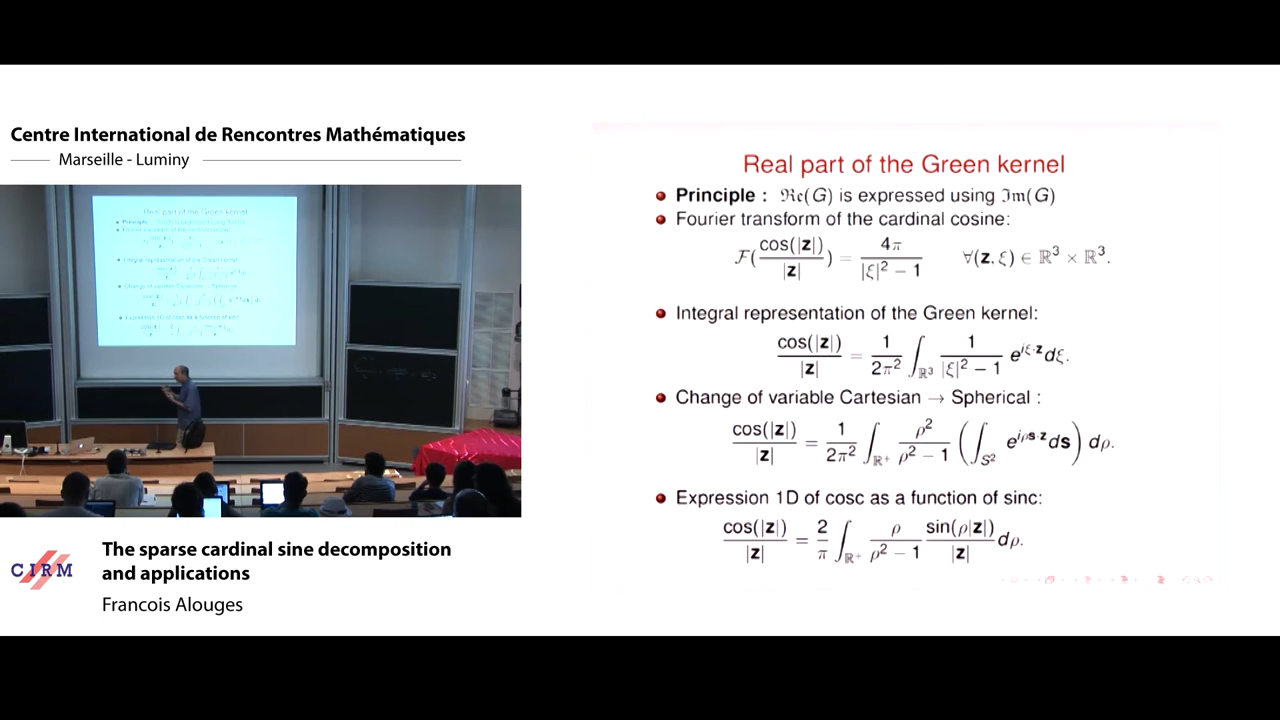 Centre International de Rencontres Mathématiques
Marseille - Luminy
Real part of the Green kernel
Principle : ℜe(G) is expressed using ℑm(G)
Fourier transform of the cardinal cosine:
F(cos(|z|)/|z|) = 4π/(|ξ|² − 1) ∀(z, ξ) ∈ ℝ³ × ℝ³.
Integral representation of the Green kernel:
cos(|z|)/|z| = 1/(2π²) ∫_{ℝ³} 1/(|ξ|² − 1) e^{iξ·z} dξ.
Change of variable Cartesian → Spherical :
cos(|z|)/|z| = 1/(2π²) ∫_{ℝ⁺} ρ²/(ρ² − 1) (∫_{S²} e^{iρs·z} ds) dρ.
Expression 1D of cosc as a function of sinc:
cos(|z|)/|z| = 2/π ∫_{ℝ⁺} ρ/(ρ² − 1) sin(ρ|z|)/|z| dρ.
CIRM
The sparse cardinal sine decomposition
and applications
Francois Alouges